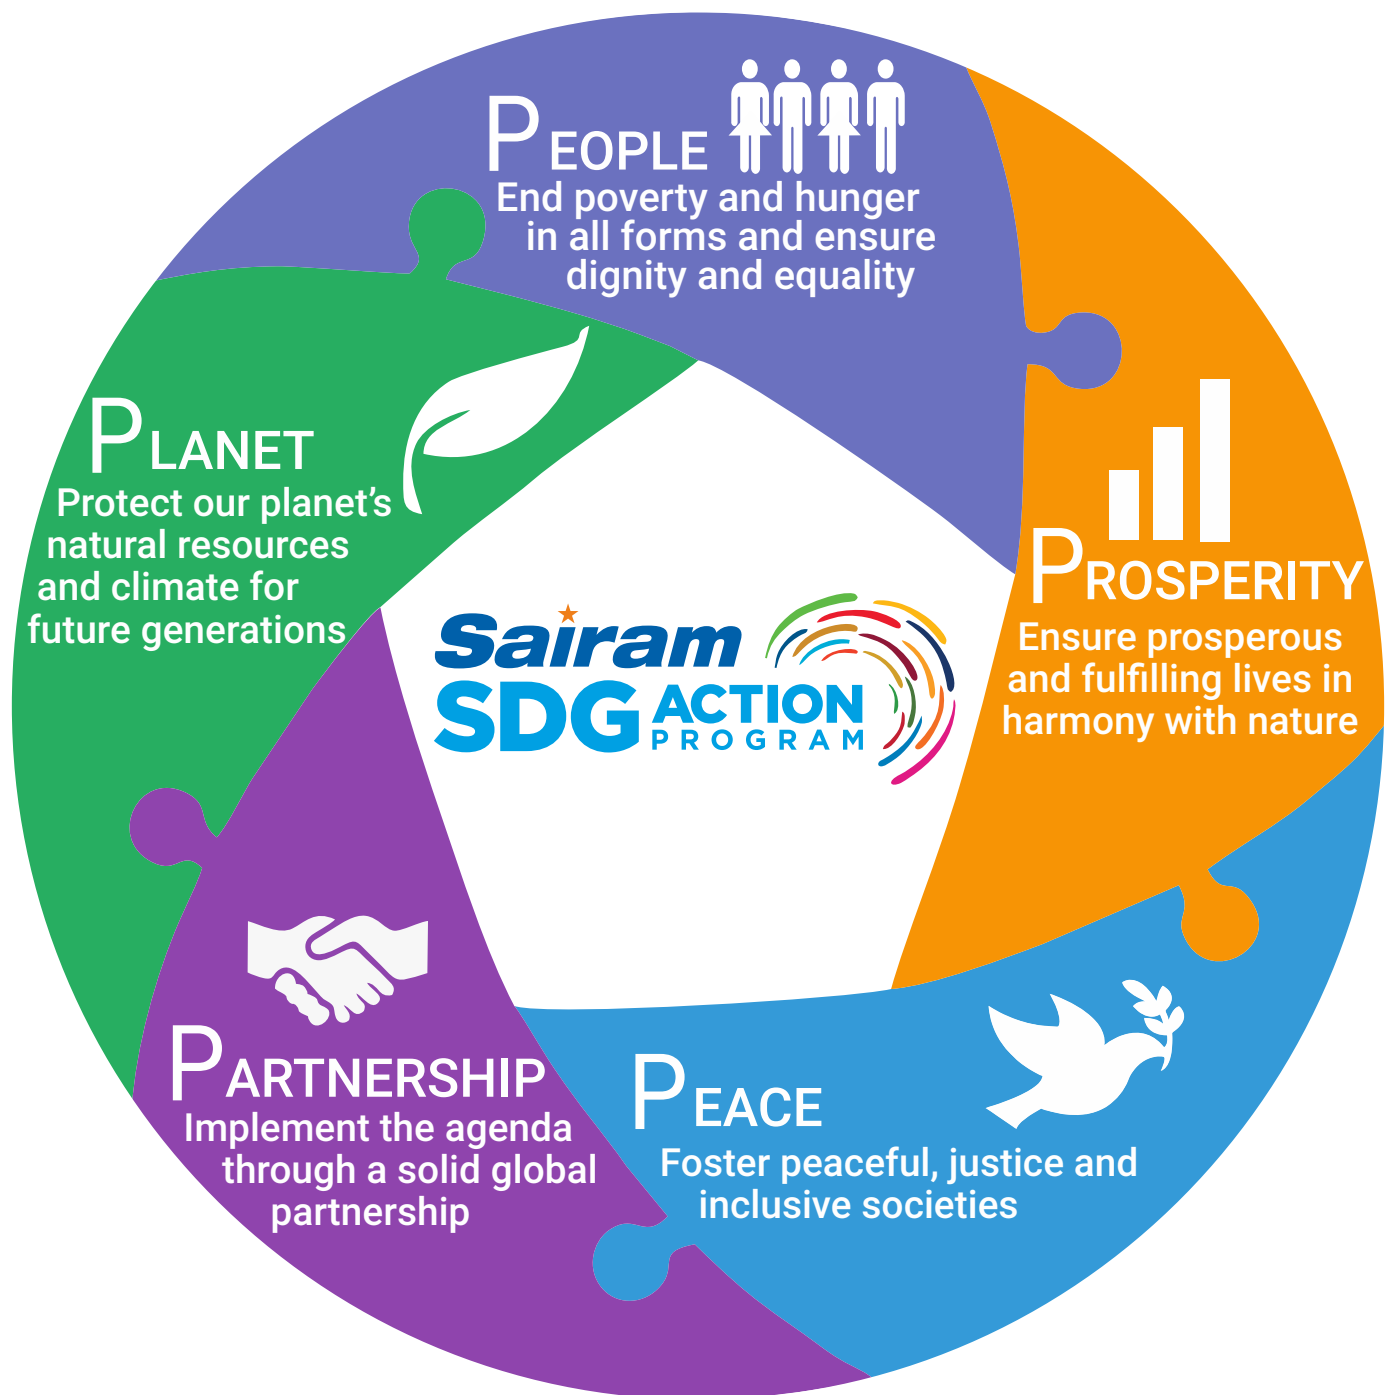 PEOPLE
End poverty and hunger
in all forms and ensure
dignity and equality
PROSPERITY
Ensure prosperous
and fulfilling lives in
harmony with nature
PEACE
Foster peaceful, justice and
inclusive societies
PARTNERSHIP
Implement the agenda
through a solid global
partnership
PLANET
Protect our planet's
natural resources
and climate for
future generations
Sairam
SDG ACTION
PROGRAM